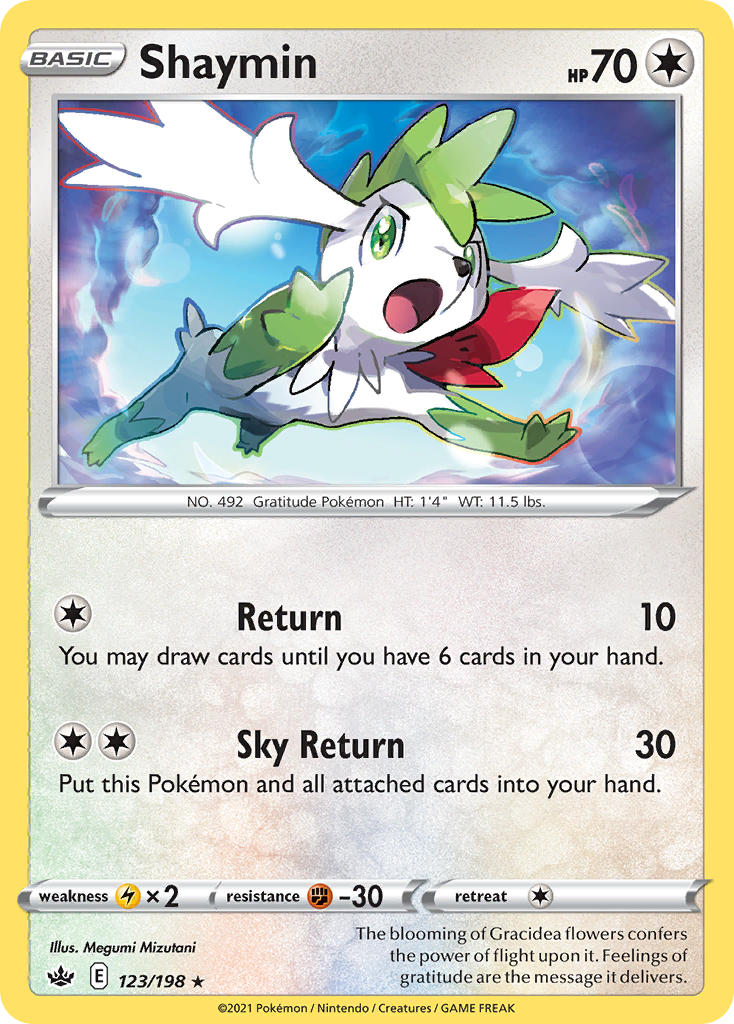 BASIC Shaymin HP 70
NO. 492 Gratitude Pokémon HT: 1'4" WT: 11.5 lbs.
Return 10
You may draw cards until you have 6 cards in your hand.
Sky Return 30
Put this Pokémon and all attached cards into your hand.
weakness ×2 resistance -30 retreat
Illus. Megumi Mizutani
The blooming of Gracidea flowers confers
the power of flight upon it. Feelings of
gratitude are the message it delivers.
E 123/198 ★
©2021 Pokémon / Nintendo / Creatures / GAME FREAK